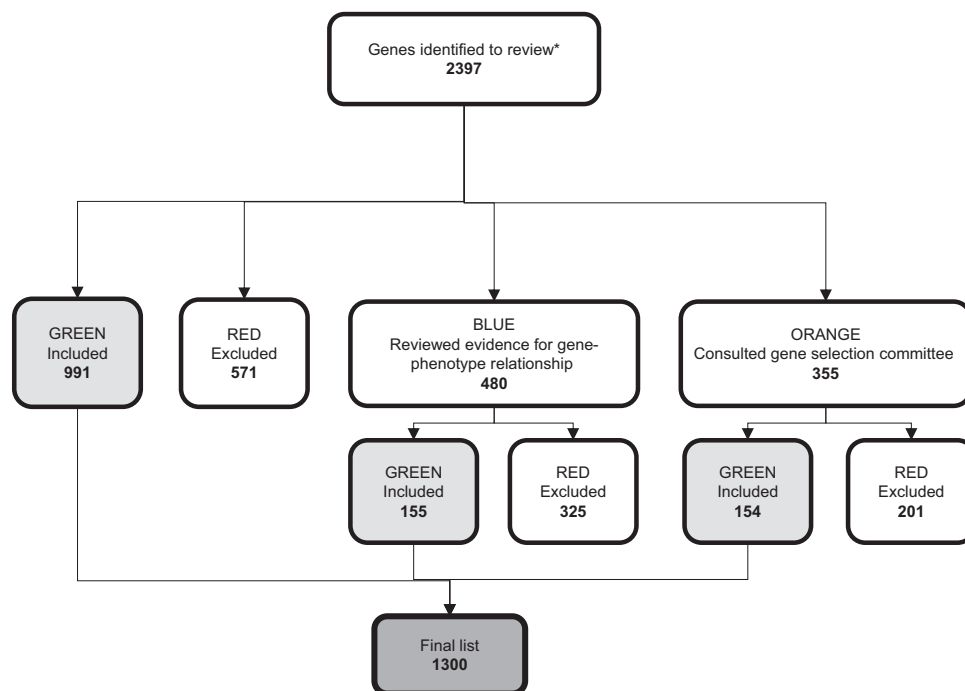 Genes identified to review*
2397
GREEN
Included
991
RED
Excluded
571
BLUE
Reviewed evidence for gene-
phenotype relationship
480
ORANGE
Consulted gene selection committee
355
GREEN
Included
155
RED
Excluded
325
GREEN
Included
154
RED
Excluded
201
Final list
1300